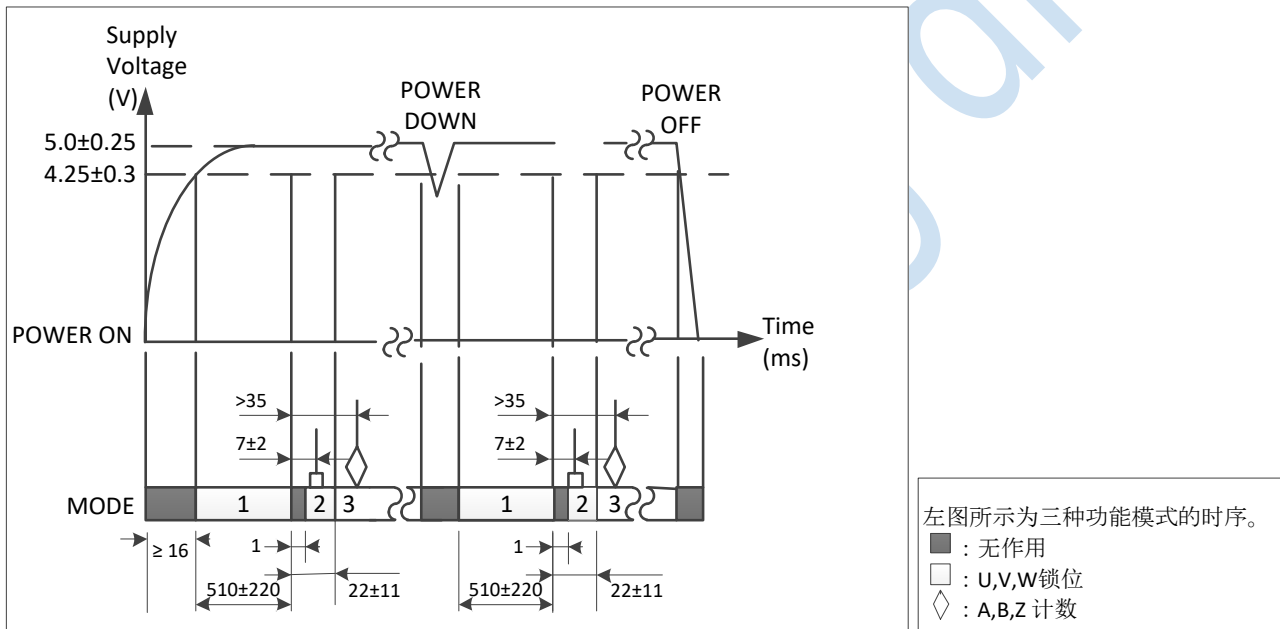 Supply
Voltage
(V)
POWER
DOWN
POWER
OFF
5.0±0.25
4.25±0.3
POWER ON
Time
(ms)
>35
>35
7±2
7±2
MODE
1
2
3
1
2
3
≥ 16
1
1
510±220
22±11
510±220
22±11
左图所示为三种功能模式的时序。
：无作用
：U,V,W锁位
：A,B,Z 计数